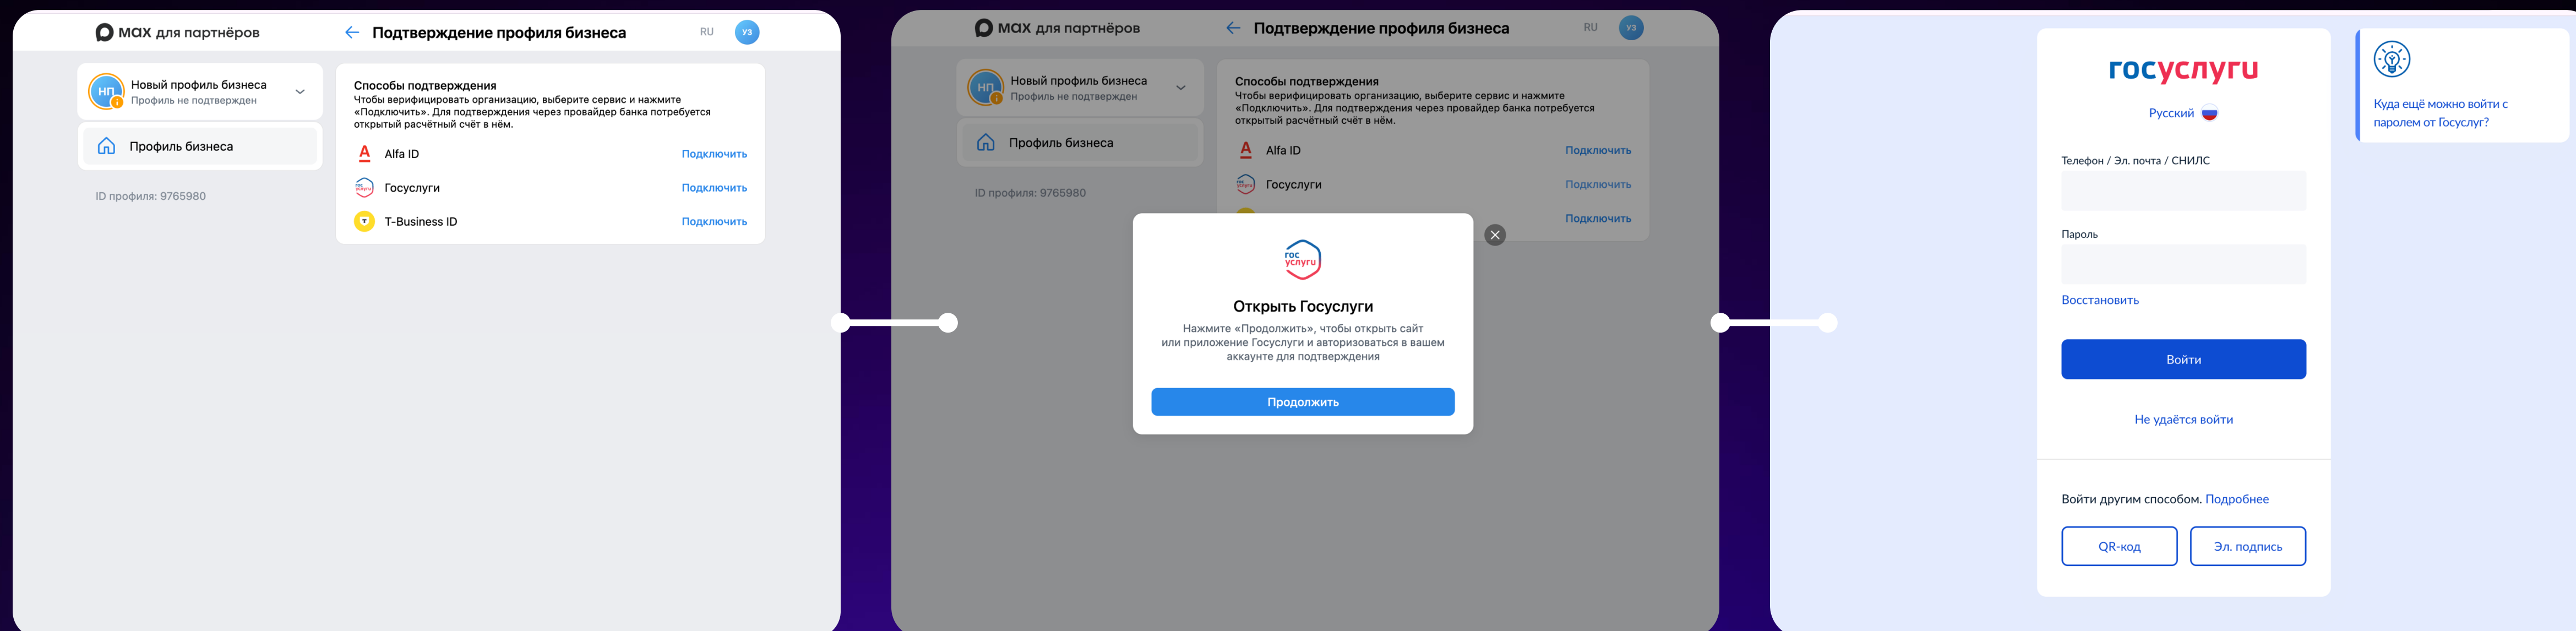 мах для партнёров
Подтверждение профиля бизнеса
RU
УЗ
НП
Новый профиль бизнеса
Профиль не подтвержден
Профиль бизнеса
ID профиля: 9765980
Способы подтверждения
Чтобы верифицировать организацию, выберите сервис и нажмите
«Подключить». Для подтверждения через провайдер банка потребуется
открытый расчётный счёт в нём.
Alfa ID
Подключить
госуслуги
Госуслуги
Подключить
T-Business ID
Подключить
мах для партнёров
Подтверждение профиля бизнеса
RU
УЗ
НП
Новый профиль бизнеса
Профиль не подтвержден
Профиль бизнеса
ID профиля: 9765980
Способы подтверждения
Чтобы верифицировать организацию, выберите сервис и нажмите
«Подключить». Для подтверждения через провайдер банка потребуется
открытый расчётный счёт в нём.
Alfa ID
Подключить
госуслуги
Госуслуги
Подключить
Подключить
гос
услуги
Открыть Госуслуги
Нажмите «Продолжить», чтобы открыть сайт
или приложение Госуслуги и авторизоваться в вашем
аккаунте для подтверждения
Продолжить
госуслуги
Русский
Телефон / Эл. почта / СНИЛС
Пароль
Восстановить
Войти
Не удаётся войти
Войти другим способом. Подробнее
QR-код
Эл. подпись
Куда ещё можно войти с
паролем от Госуслуг?